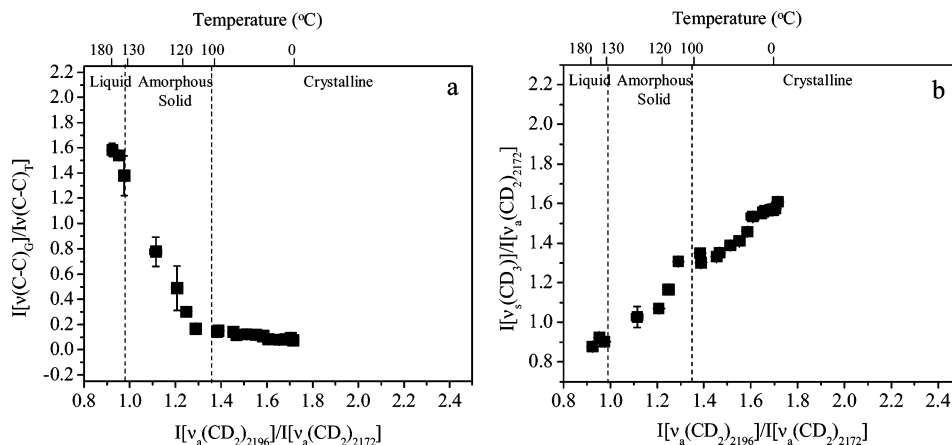 Temperature (°C)
180 130 120 100 0
Liquid Amorphous Solid Crystalline
a
2.2
2.0
1.8
1.6
1.4
1.2
1.0
0.8
0.6
0.4
0.2
0.0
-0.2
I[ν(C-C)G]/Iν(C-C)T]
0.8 1.0 1.2 1.4 1.6 1.8 2.0 2.2 2.4
I[νa(CD2)2196]/I[νa(CD2)2172]
Temperature (°C)
180 130 120 100 0
Liquid Amorphous Solid Crystalline
b
2.2
2.0
1.8
1.6
1.4
1.2
1.0
0.8
I[νs(CD3)]/I[νa(CD2)2172]
0.8 1.0 1.2 1.4 1.6 1.8 2.0 2.2 2.4
I[νa(CD2)2196]/I[νa(CD2)2172]